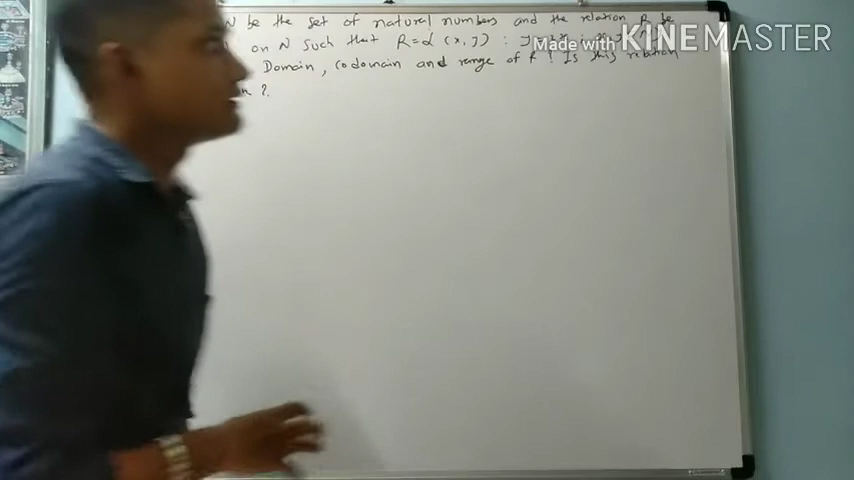 N be the set of natural numbers and the relation R be
on N such that R={(x, y) :
Made with KINEMASTER
Domain, codomain and range of R ! Is this relation
?